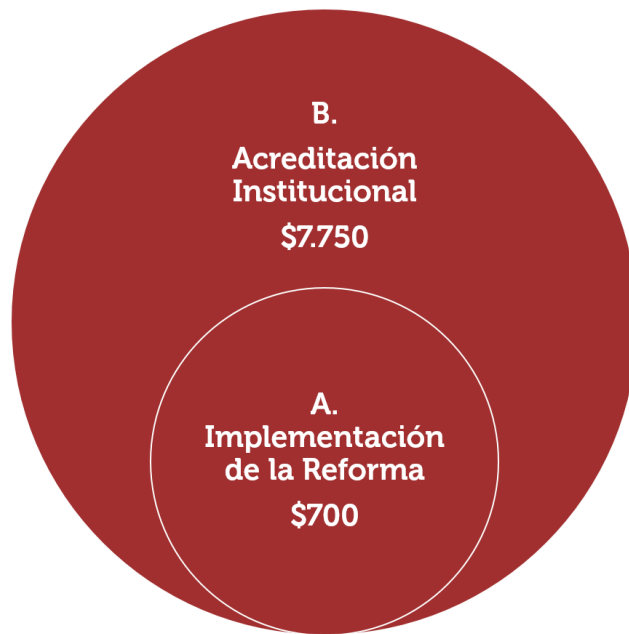 B.
Acreditación
Institucional
$7.750
A.
Implementación
de la Reforma
$700